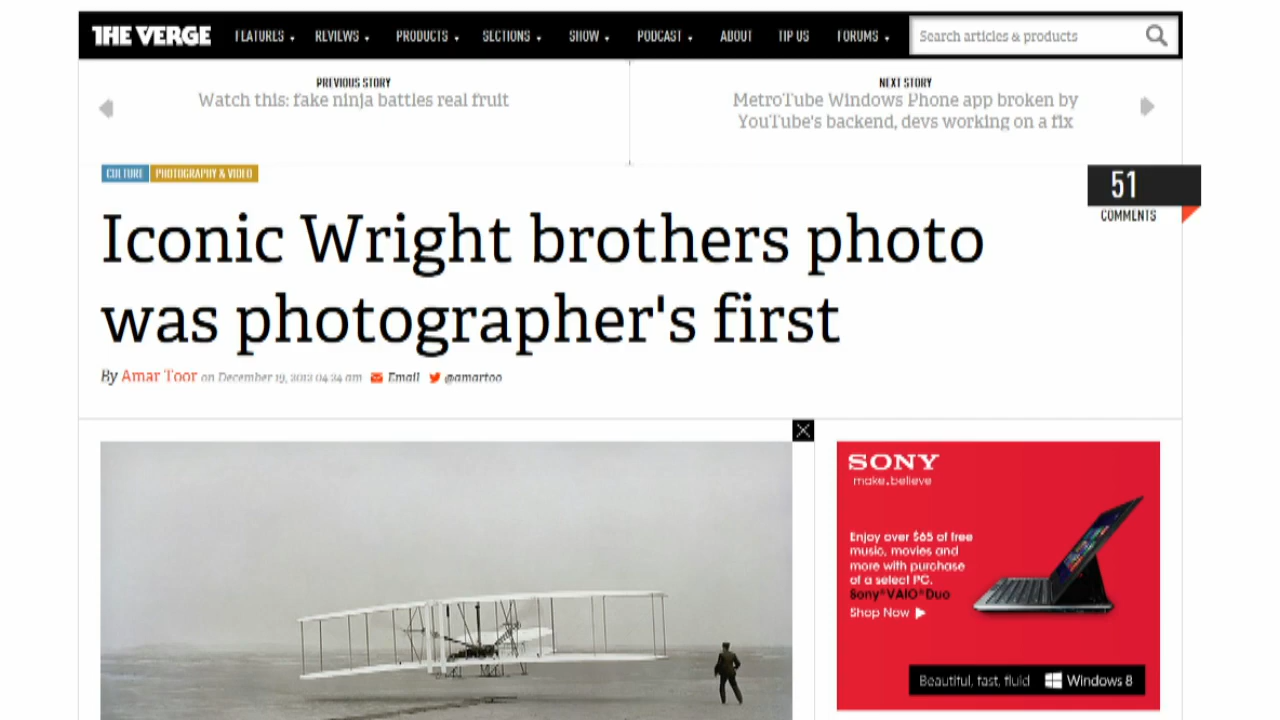 THE VERGE FEATURES REVIEWS PRODUCTS SECTIONS SHOW PODCAST ABOUT TIP US FORUMS Search articles & products
PREVIOUS STORY
Watch this: fake ninja battles real fruit
NEXT STORY
MetroTube Windows Phone app broken by
YouTube's backend, devs working on a fix
CULTURE PHOTOGRAPHY & VIDEO
51
COMMENTS
Iconic Wright brothers photo
was photographer's first
By Amar Toor on December 19, 2012 04:24 am Email @amartoo
SONY
make.believe
Enjoy over $65 of free
music, movies and
more with purchase
of a select PC.
Sony® VAIO® Duo
Shop Now
Beautiful, fast, fluid Windows 8